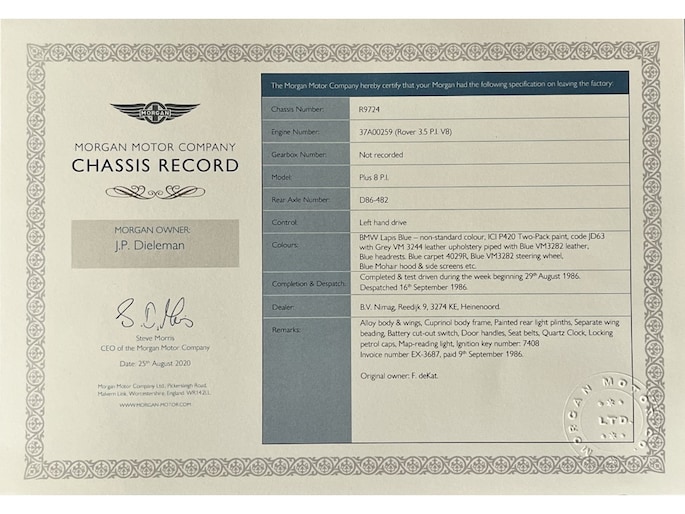 MORGAN
MORGAN MOTOR COMPANY
CHASSIS RECORD
MORGAN OWNER:
J.P. Dieleman
Steve Morris
CEO of the Morgan Motor Company
Date: 25th August 2020
Morgan Motor Company Ltd., Pickersleigh Road,
Malvern Link, Worcestershire, England. WR14 2LL
WWW.MORGAN-MOTOR.COM
The Morgan Motor Company hereby certify that your Morgan had the following specification on leaving the factory:
Chassis Number: R9724
Engine Number: 37A00259 (Rover 3.5 P.I. V8)
Gearbox Number: Not recorded
Model: Plus 8 P.I.
Rear Axle Number: D86-482
Control: Left hand drive
Colours: BMW Lapis Blue – non-standard colour, ICI P420 Two-Pack paint, code JD63
with Grey VM 3244 leather upholstery piped with Blue VM3282 leather,
Blue headrests. Blue carpet 4029R, Blue VM3282 steering wheel,
Blue Mohair hood & side screens etc.
Completion & Despatch: Completed & test driven during the week beginning 29th August 1986.
Despatched 16th September 1986.
Dealer: B.V. Nimag, Reedijk 9, 3274 KE, Heinenoord.
Remarks: Alloy body & wings, Cuprinol body frame, Painted rear light plinths, Separate wing
beading, Battery cut-out switch, Door handles, Seat belts, Quartz Clock, Locking
petrol caps, Map-reading light, Ignition key number: 7408
Invoice number EX-3687, paid 9th September 1986.
Original owner: F. deKat.
MORGAN MOTOR CO.
LTD.